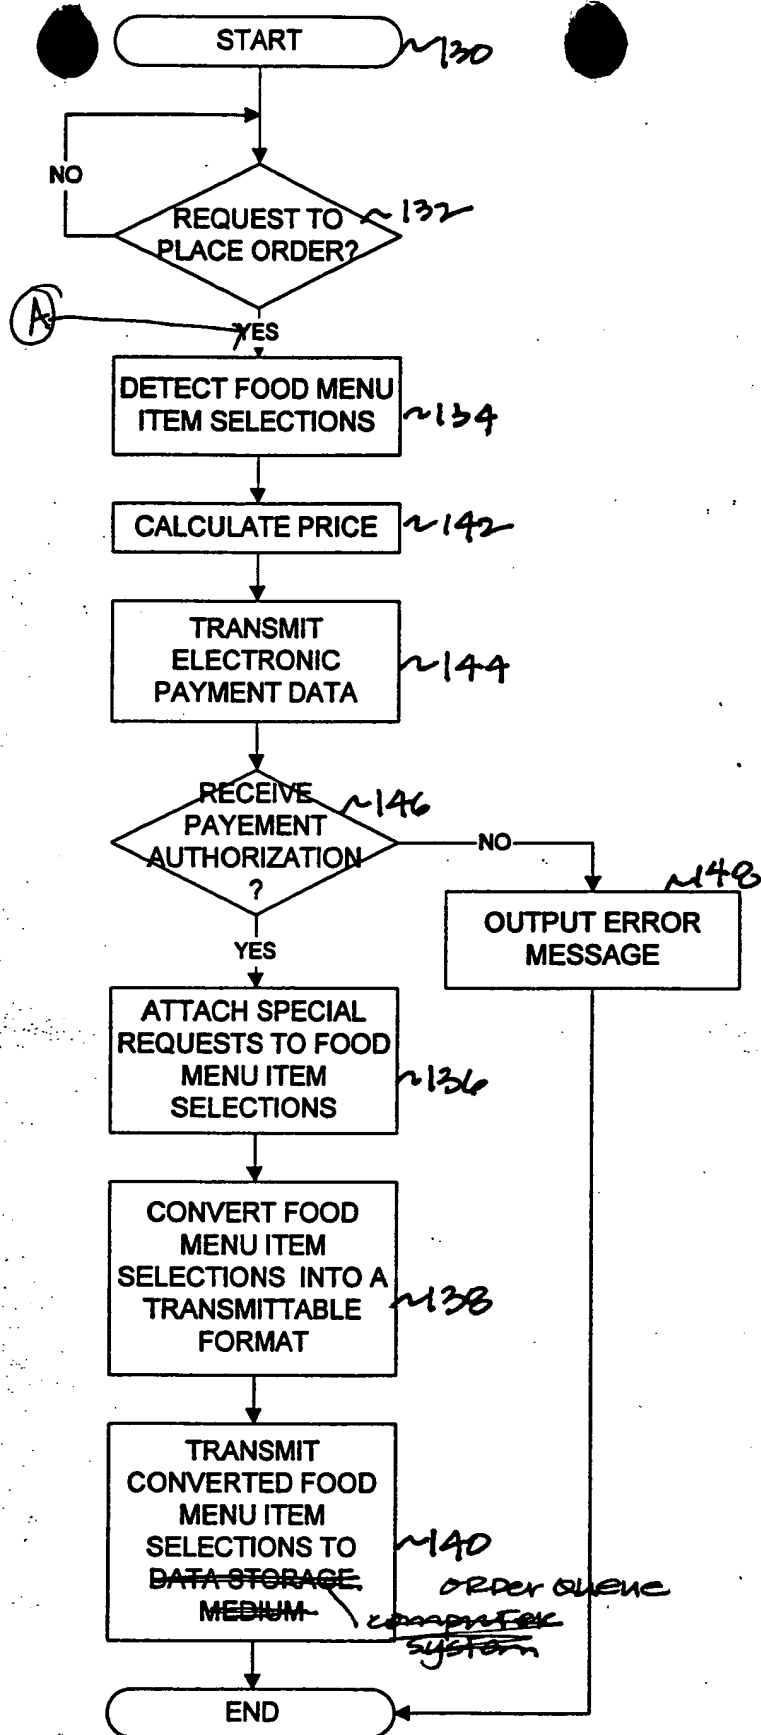 START
~130
NO
REQUEST TO
PLACE ORDER?
~132
A
YES
DETECT FOOD MENU
ITEM SELECTIONS
~134
CALCULATE PRICE
~142
TRANSMIT
ELECTRONIC
PAYMENT DATA
~144
RECEIVE
PAYEMENT
AUTHORIZATION
?
~146
NO
~148
OUTPUT ERROR
MESSAGE
YES
ATTACH SPECIAL
REQUESTS TO FOOD
MENU ITEM
SELECTIONS
~136
CONVERT FOOD
MENU ITEM
SELECTIONS INTO A
TRANSMITTABLE
FORMAT
~138
TRANSMIT
CONVERTED FOOD
MENU ITEM
SELECTIONS TO
DATA STORAGE
MEDIUM
~140
ORDer Queue
computer
system
END